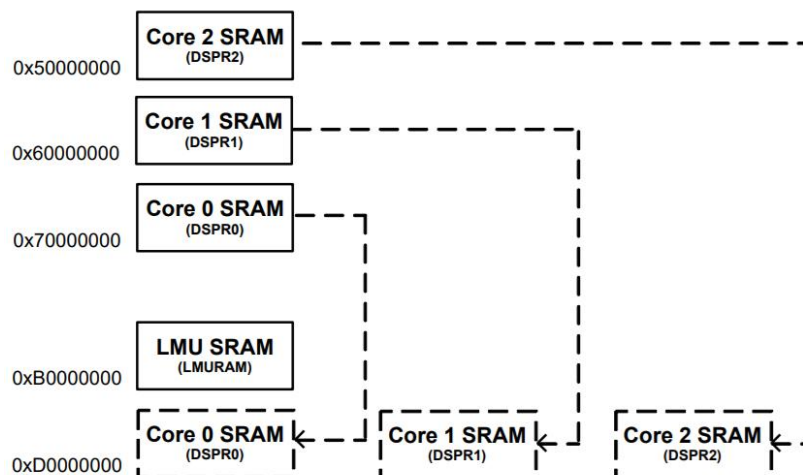 Core 2 SRAM
(DSPR2)
0x50000000
Core 1 SRAM
(DSPR1)
0x60000000
Core 0 SRAM
(DSPR0)
0x70000000
LMU SRAM
(LMURAM)
0xB0000000
Core 0 SRAM
(DSPR0)
Core 1 SRAM
(DSPR1)
Core 2 SRAM
(DSPR2)
0xD0000000